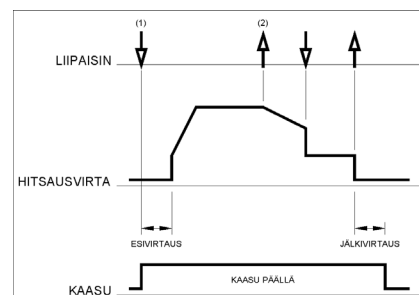 (1)
(2)
LIIPAISIN
HITSAUSVIRTA
ESIVIRTAUS
JÄLKIVIRTAUS
KAASU PÄÄLLÄ
KAASU